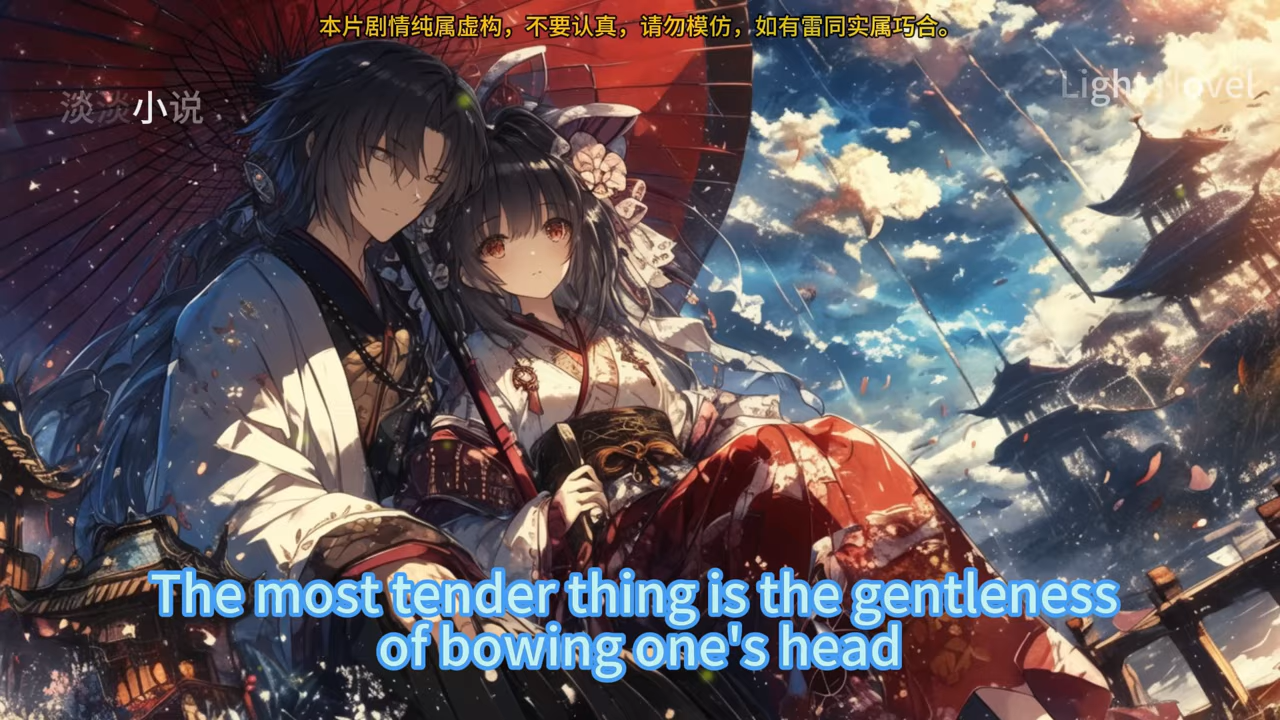 本片剧情纯属虚构，不要认真，请勿模仿，如有雷同实属巧合。
淡淡小说
Light Novel
The most tender thing is the gentleness
of bowing one's head